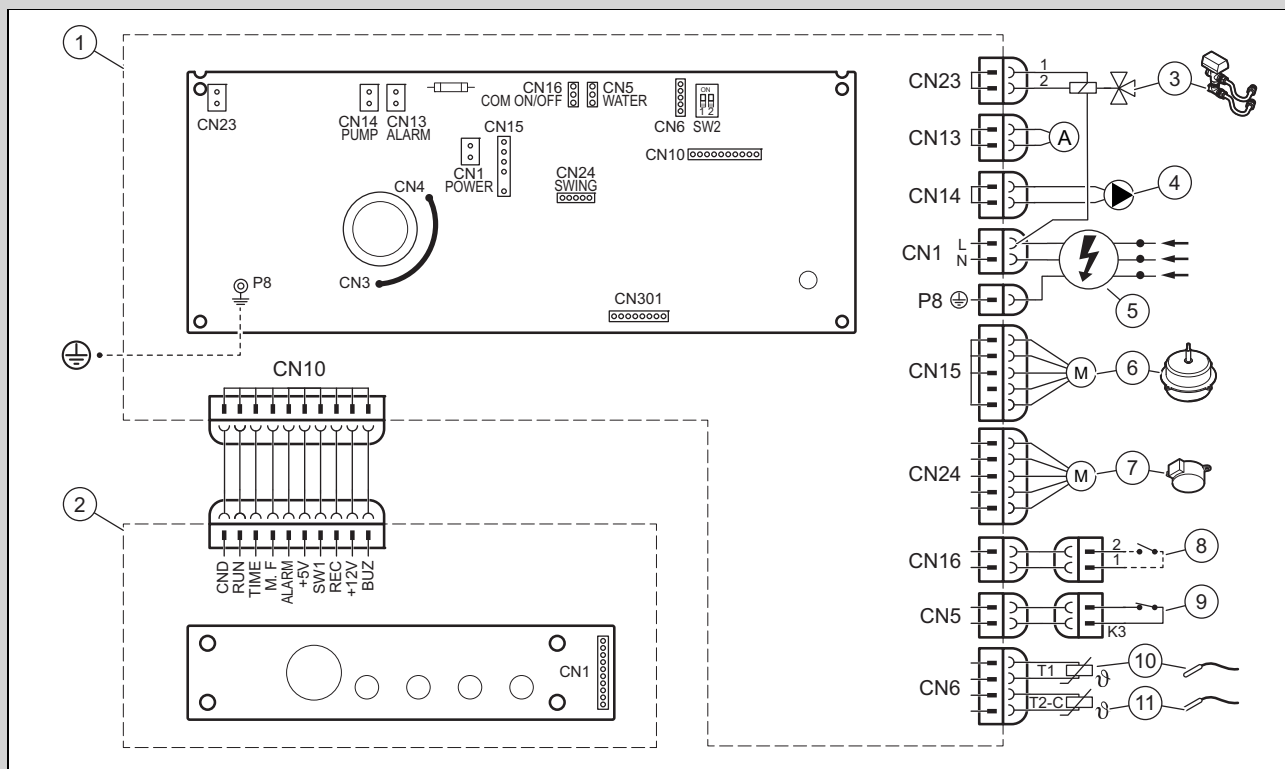 1
CN23
CN14
PUMP
CN13
ALARM
CN16
COM ON/OFF
CN5
WATER
CN6
ON
1 2
SW2
CN15
CN1
POWER
CN10
CN24
SWING
CN4
CN3
P8
CN301
CN10
2
CND
RUN
TIME
M. F
ALARM
+5V
SW1
REC
+12V
BUZ
CN1
CN23
1
2
3
CN13
A
CN14
4
CN1
L
N
P8
5
CN15
M
6
CN24
M
7
CN16
2
1
8
CN5
K3
9
CN6
T1
ϑ
10
T2-C
ϑ
11